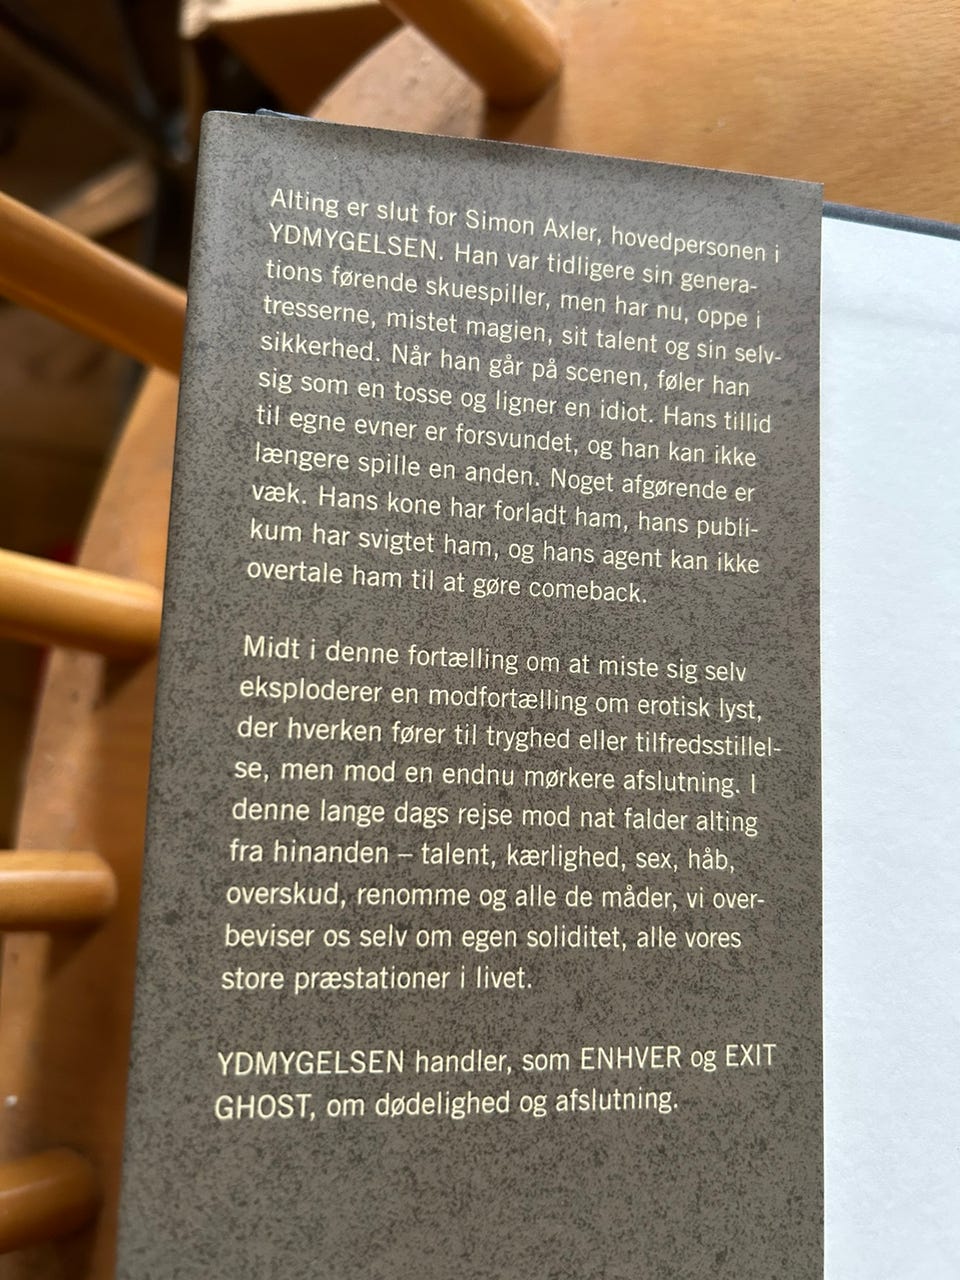 Alting er slut for Simon Axler, hovedpersonen i
YDMYGELSEN. Han var tidligere sin genera-
tions førende skuespiller, men har nu, oppe i
tresserne, mistet magien, sit talent og sin selv-
sikkerhed. Når han går på scenen, føler han
sig som en tosse og ligner en idiot. Hans tillid
til egne evner er forsvundet, og han kan ikke
længere spille en anden. Noget afgørende er
væk. Hans kone har forladt ham, hans publi-
kum har svigtet ham, og hans agent kan ikke
overtale ham til at gøre comeback.
Midt i denne fortælling om at miste sig selv
eksploderer en modfortælling om erotisk lyst,
der hverken fører til tryghed eller tilfredsstillel-
se, men mod en endnu mørkere afslutning. I
denne lange dags rejse mod nat falder alting
fra hinanden – talent, kærlighed, sex, håb,
overskud, renomme og alle de måder, vi over-
beviser os selv om egen soliditet, alle vores
store præstationer i livet.
YDMYGELSEN handler, som ENHVER og EXIT
GHOST, om dødelighed og afslutning.